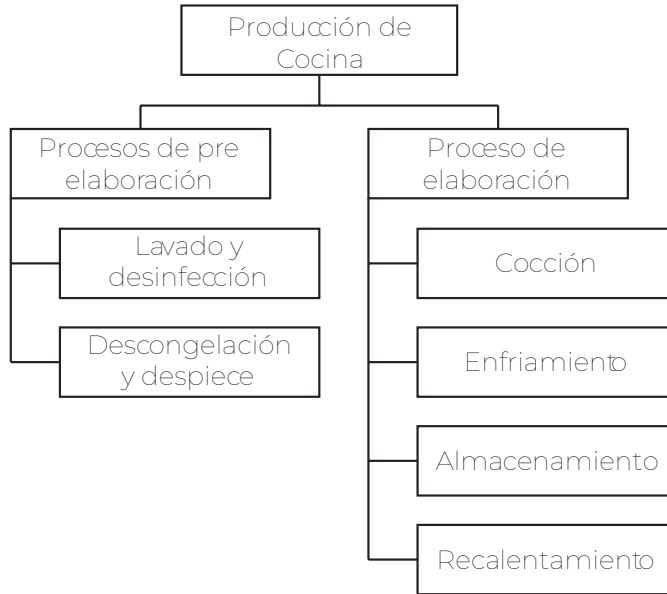 Producción de
Cocina
Procesos de pre
elaboración
Lavado y
desinfección
Descongelación
y despiece
Proceso de
elaboración
Cocción
Enfriamiento
Almacenamiento
Recalentamiento